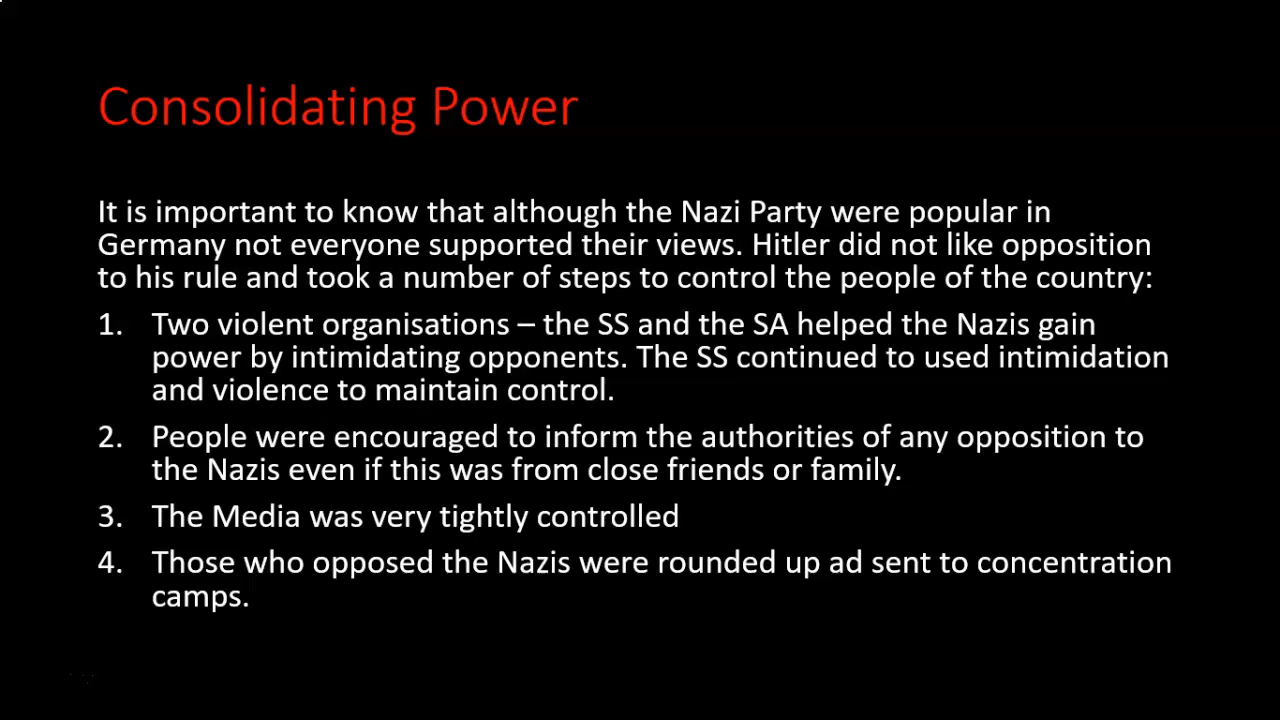 Consolidating Power
It is important to know that although the Nazi Party were popular in
Germany not everyone supported their views. Hitler did not like opposition
to his rule and took a number of steps to control the people of the country:
1. Two violent organisations – the SS and the SA helped the Nazis gain
power by intimidating opponents. The SS continued to used intimidation
and violence to maintain control.
2. People were encouraged to inform the authorities of any opposition to
the Nazis even if this was from close friends or family.
3. The Media was very tightly controlled
4. Those who opposed the Nazis were rounded up ad sent to concentration
camps.